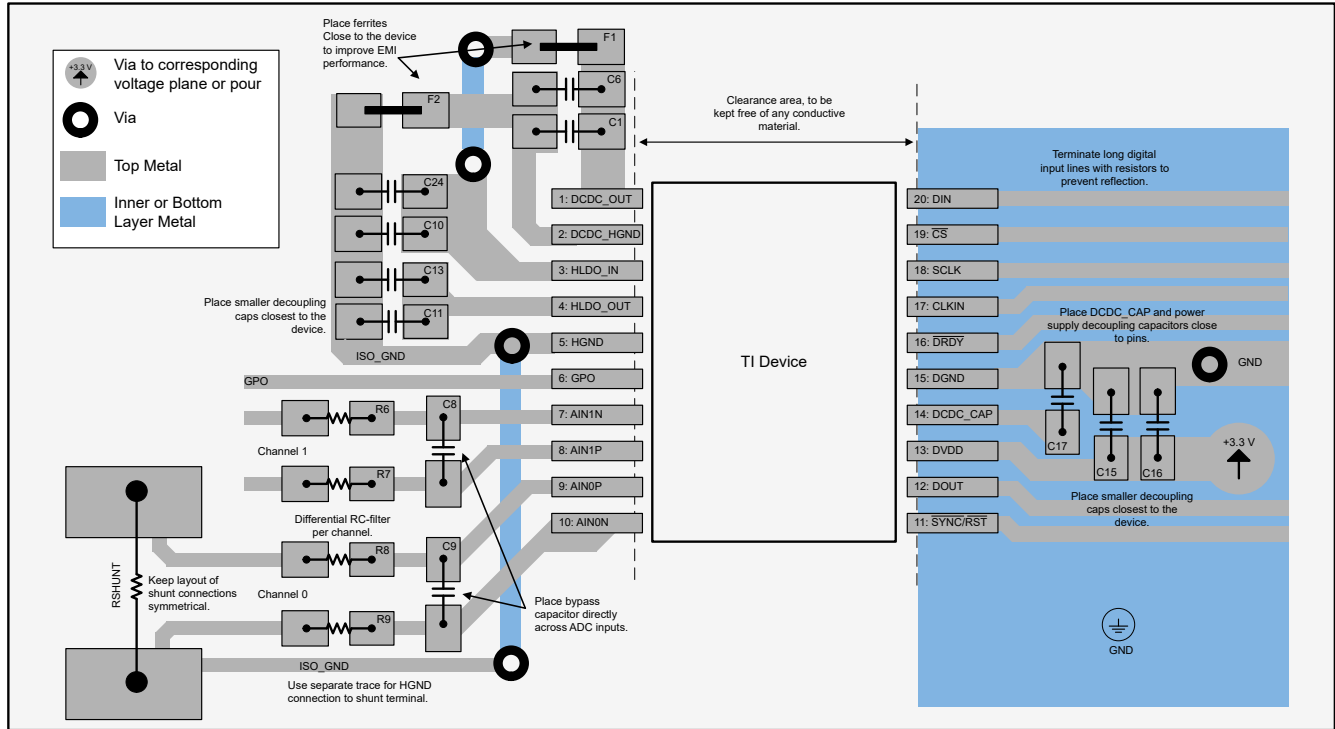 Place ferrites
Close to the device
to improve EMI
performance.
+3.3 V
Via to corresponding
voltage plane or pour
Via
Top Metal
Inner or Bottom
Layer Metal
F1
C6
F2
C1
Clearance area, to be
kept free of any conductive
material.
Terminate long digital
input lines with resistors to
prevent reflection.
C24
C10
C13
C11
Place smaller decoupling
caps closest to the
device.
ISO_GND
GPO
1: DCDC_OUT
2: DCDC_HGND
3: HLDO_IN
4: HLDO_OUT
5: HGND
6: GPO
7: AIN1N
8: AIN1P
9: AIN0P
10: AIN0N
TI Device
20: DIN
19: CS
18: SCLK
17: CLKIN
Place DCDC_CAP and power
supply decoupling capacitors close
to pins.
16: DRDY
15: DGND
14: DCDC_CAP
13: DVDD
12: DOUT
11: SYNC/RST
GND
C17
C15
C16
+3.3 V
Place smaller decoupling
caps closest to the
device.
GND
R6
C8
Channel 1
R7
Differential RC-filter
per channel.
R8
C9
Channel 0
R9
RSHUNT
Keep layout of
shunt connections
symmetrical.
Place bypass
capacitor directly
across ADC inputs.
ISO_GND
Use separate trace for HGND
connection to shunt terminal.